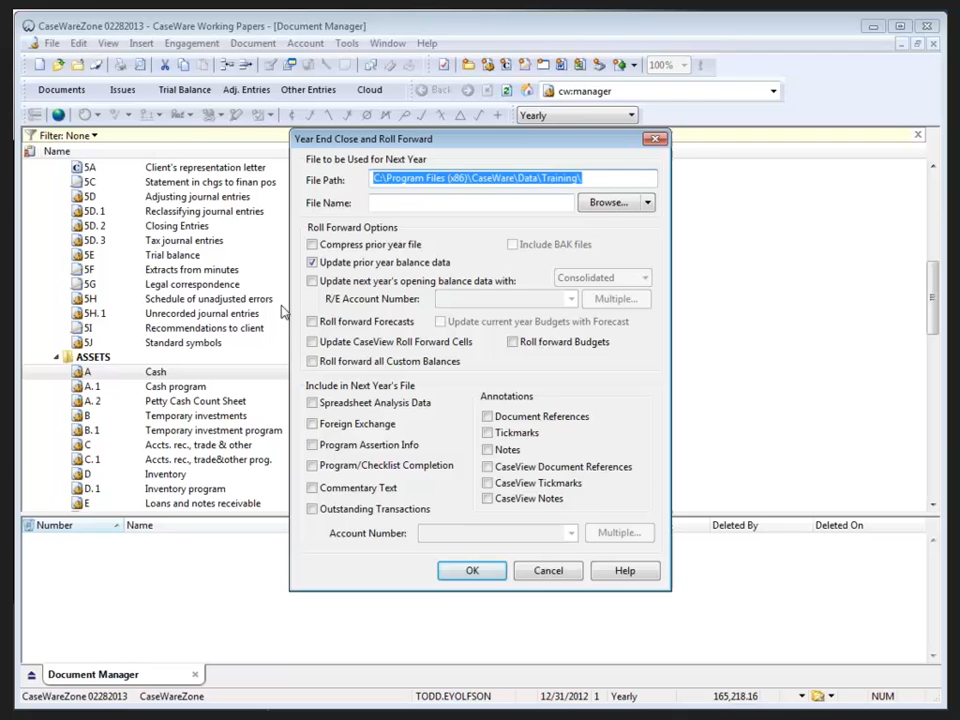 CaseWareZone 02282013 - CaseWare Working Papers - [Document Manager]
File Edit View Insert Engagement Document Account Tools Window Help
100%
Documents Issues Trial Balance Adj. Entries Other Entries Cloud Back cw:manager
Yearly
Filter: None
Name
5A Client's representation letter
5C Statement in chgs to finan pos
5D Adjusting journal entries
5D. 1 Reclassifying journal entries
5D. 2 Closing Entries
5D. 3 Tax journal entries
5E Trial balance
5F Extracts from minutes
5G Legal correspondence
5H Schedule of unadjusted errors
5H. 1 Unrecorded journal entries
5I Recommendations to client
5J Standard symbols
ASSETS
A Cash
A. 1 Cash program
A. 2 Petty Cash Count Sheet
B Temporary investments
B. 1 Temporary investment program
C Accts. rec., trade & other
C. 1 Accts. rec., trade&other prog.
D Inventory
D. 1 Inventory program
E Loans and notes receivable
Year End Close and Roll Forward
File to be Used for Next Year
File Path: C:\Program Files (x86)\CaseWare\Data\Training\
File Name: Browse...
Roll Forward Options
Compress prior year file Include BAK files
Update prior year balance data
Update next year's opening balance data with: Consolidated
R/E Account Number: Multiple...
Roll forward Forecasts Update current year Budgets with Forecast
Update CaseView Roll Forward Cells Roll forward Budgets
Roll forward all Custom Balances
Include in Next Year's File
Spreadsheet Analysis Data
Foreign Exchange
Program Assertion Info
Program/Checklist Completion
Commentary Text
Outstanding Transactions
Annotations
Document References
Tickmarks
Notes
CaseView Document References
CaseView Tickmarks
CaseView Notes
Account Number: Multiple...
OK Cancel Help
Number Name Deleted By Deleted On
Document Manager
CaseWareZone 02282013 CaseWareZone TODD.EYOLFSON 12/31/2012 1 Yearly 165,218.16 NUM